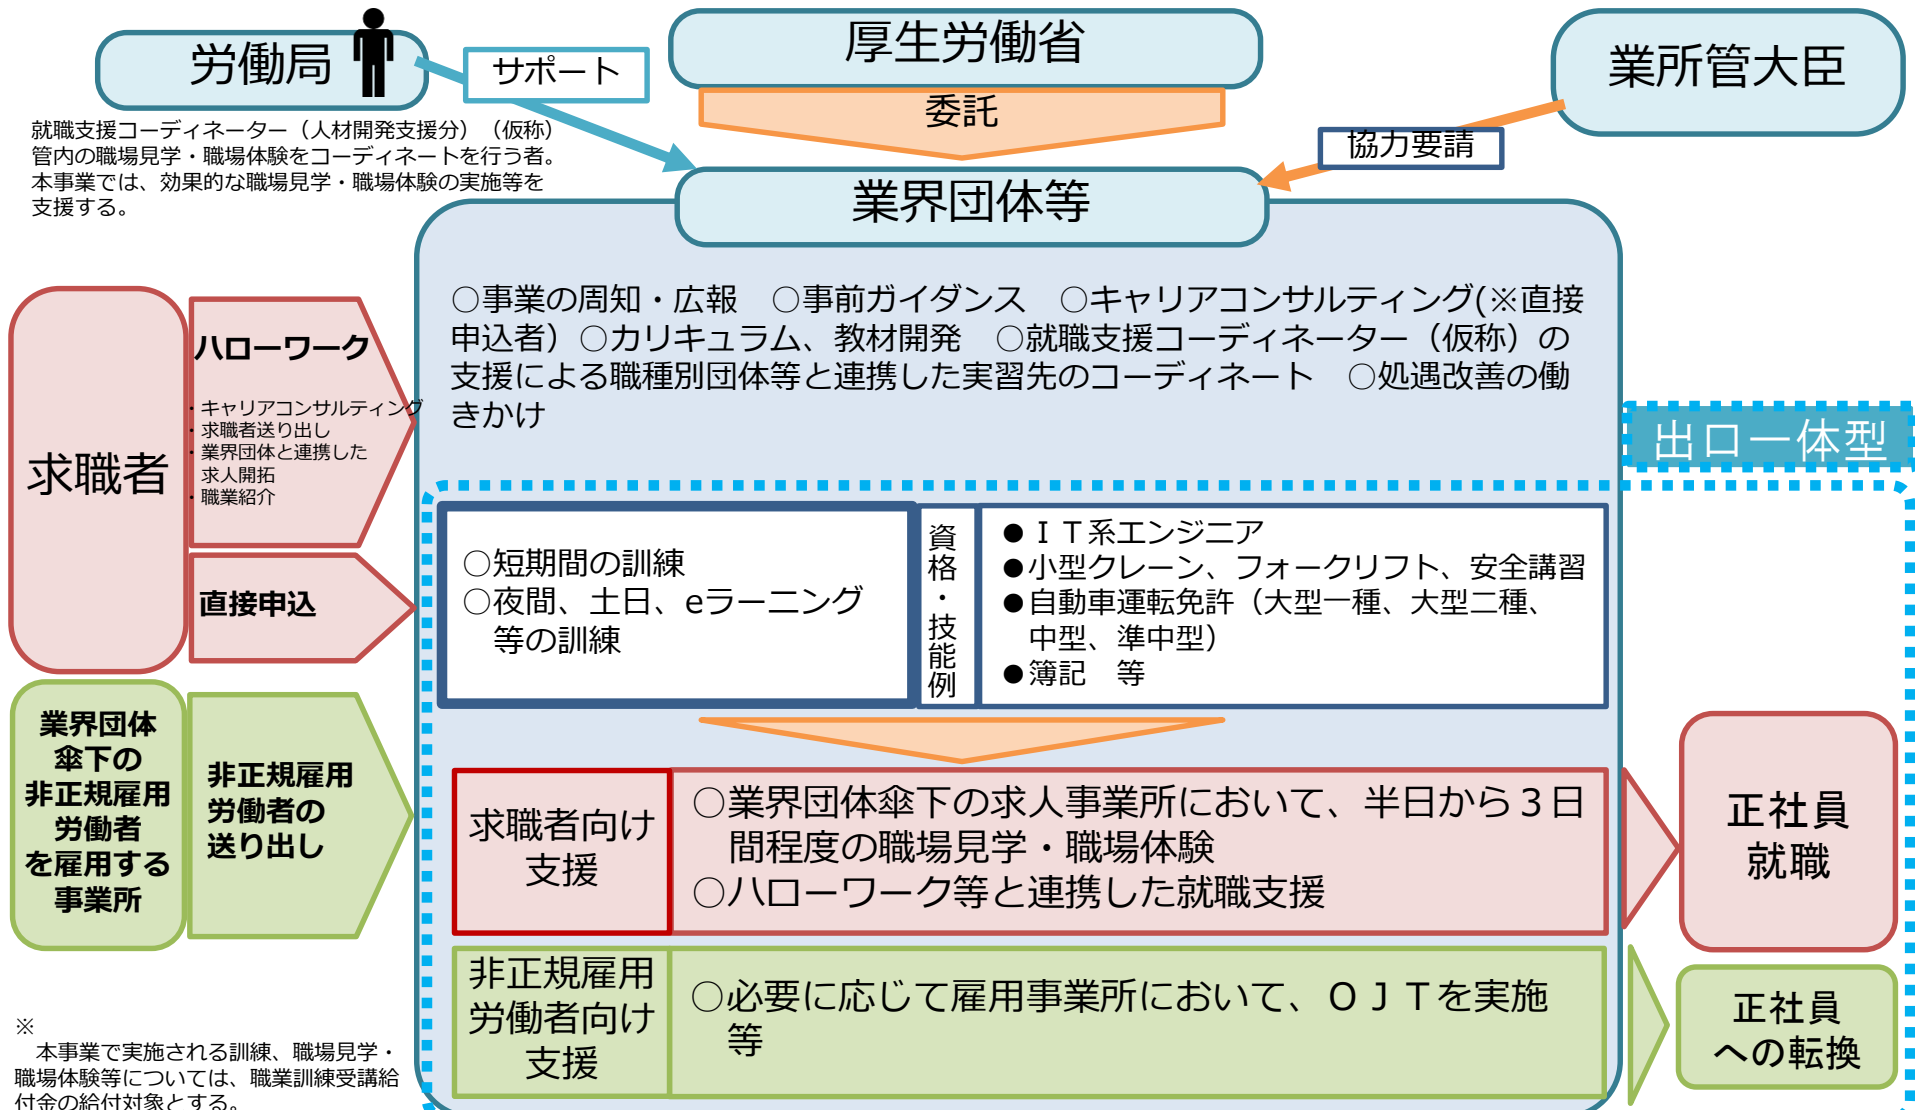 労働局
サポート
厚生労働省
委託
業所管大臣
協力要請
就職支援コーディネーター（人材開発支援分）（仮称）
管内の職場見学・職場体験をコーディネートを行う者。
本事業では、効果的な職場見学・職場体験の実施等を
支援する。
業界団体等
○事業の周知・広報　○事前ガイダンス　○キャリアコンサルティング(※直接
申込者）○カリキュラム、教材開発　○就職支援コーディネーター（仮称）の
支援による職種別団体等と連携した実習先のコーディネート　○処遇改善の働
きかけ
求職者
ハローワーク
・キャリアコンサルティング
・求職者送り出し
・業界団体と連携した
求人開拓
・職業紹介
直接申込
業界団体
傘下の
非正規雇用
労働者
を雇用する
事業所
非正規雇用
労働者の
送り出し
出口一体型
○短期間の訓練
○夜間、土日、eラーニング
等の訓練
資格・技能例
●ＩＴ系エンジニア
●小型クレーン、フォークリフト、安全講習
●自動車運転免許（大型一種、大型二種、
中型、準中型）
●簿記　等
求職者向け
支援
○業界団体傘下の求人事業所において、半日から３日
間程度の職場見学・職場体験
○ハローワーク等と連携した就職支援
正社員
就職
非正規雇用
労働者向け
支援
○必要に応じて雇用事業所において、ＯＪＴを実施
等
正社員
への転換
※
本事業で実施される訓練、職場見学・
職場体験等については、職業訓練受講給
付金の給付対象とする。